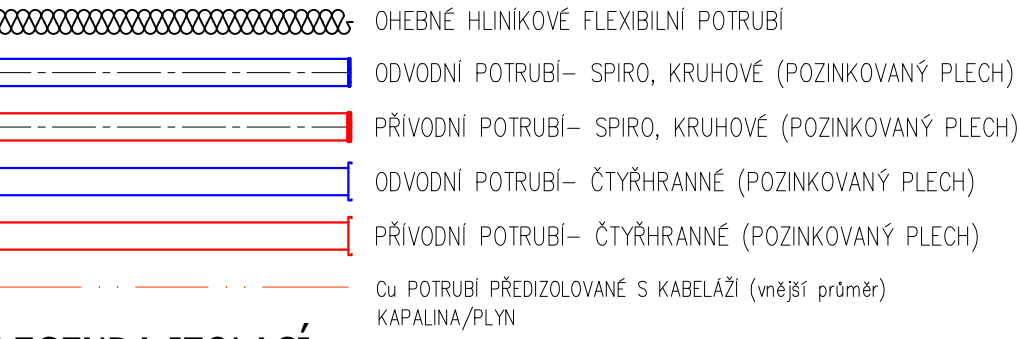 OHEBNÉ HLINÍKOVÉ FLEXIBILNÍ POTRUBÍ
ODVODNÍ POTRUBÍ– SPIRO, KRUHOVÉ (POZINKOVANÝ PLECH)
PŘÍVODNÍ POTRUBÍ– SPIRO, KRUHOVÉ (POZINKOVANÝ PLECH)
ODVODNÍ POTRUBÍ– ČTYŘHRANNÉ (POZINKOVANÝ PLECH)
PŘÍVODNÍ POTRUBÍ– ČTYŘHRANNÉ (POZINKOVANÝ PLECH)
Cu POTRUBÍ PŘEDIZOLOVANÉ S KABELÁŽÍ (vnější průměr)
KAPALINA/PLYN